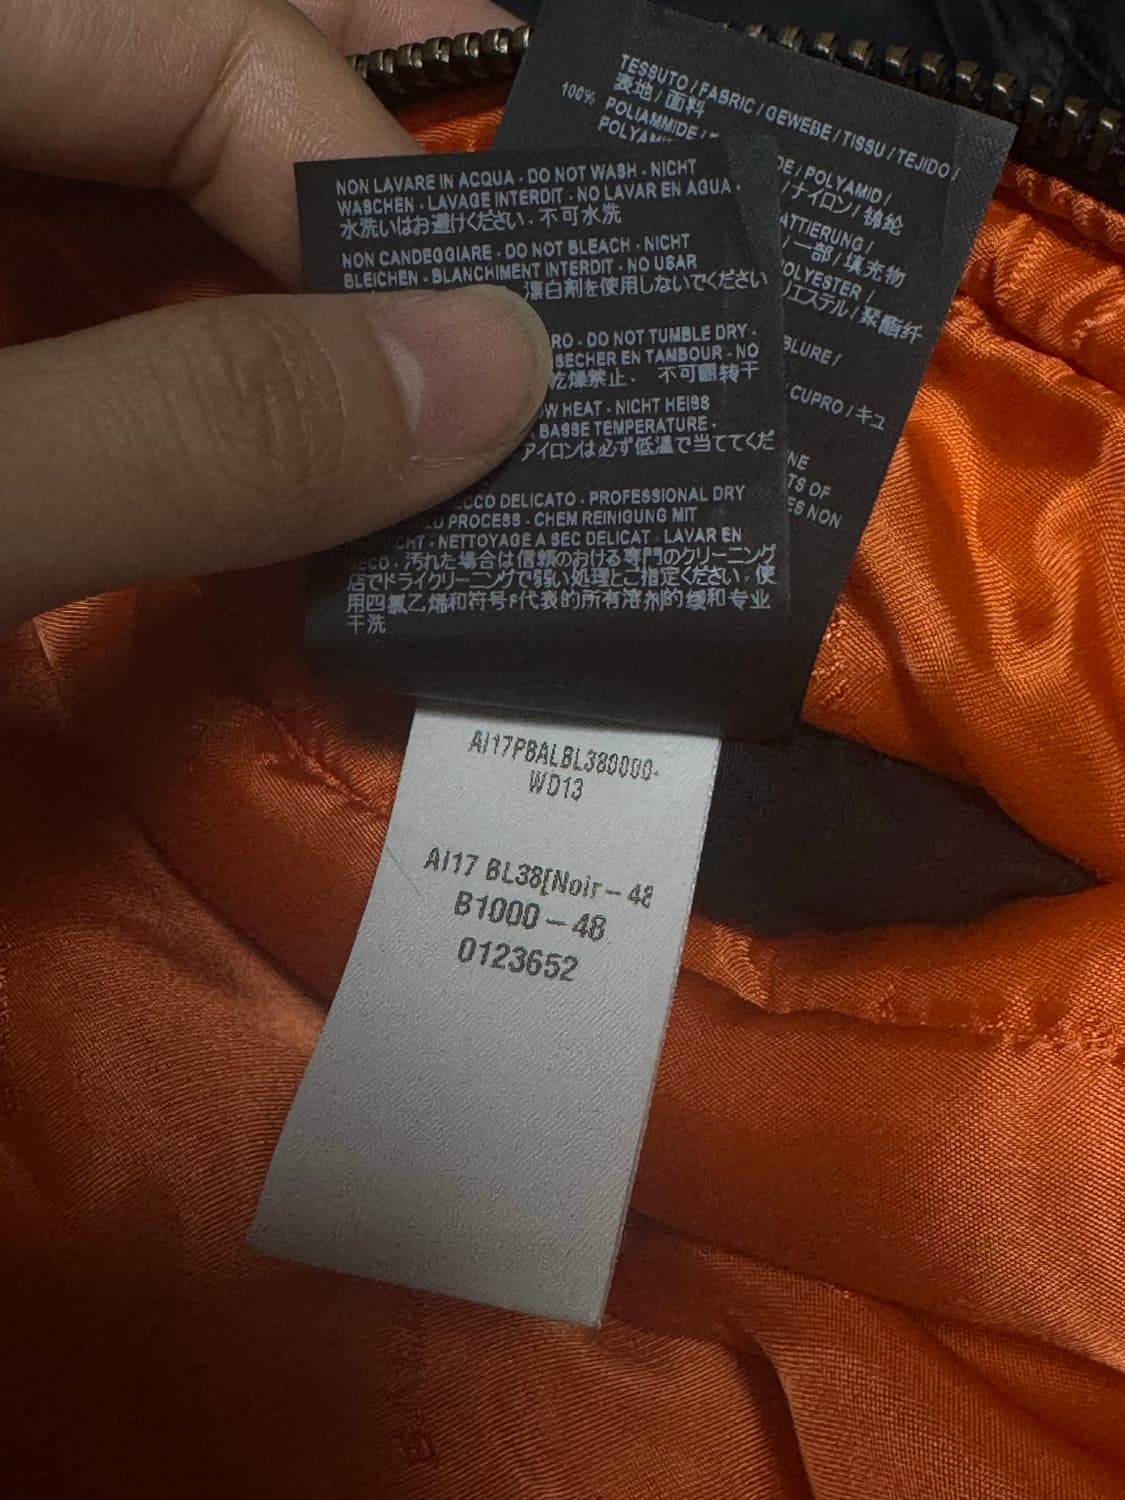 TESSUTO / FABRIC / GEWEBE / TISSU / TEJIDO /
表地 / 面料
100%
POLIAMMIDE /
DE / POLYAMID /
/ ナイロン / 锦纶
ATTIERUNG /
/ 一部 / 填充物
OLYESTER /
リエステル / 聚酯纤
BLURE /
/ CUPRO / キュ
NE
TS OF
ES NON
NON LAVARE IN ACQUA - DO NOT WASH - NICHT
WASCHEN - LAVAGE INTERDIT - NO LAVAR EN AGUA -
水洗いはお避けください - 不可水洗
NON CANDEGGIARE - DO NOT BLEACH - NICHT
BLEICHEN - BLANCHIMENT INTERDIT - NO USAR
漂白剤を使用しないでください
RO - DO NOT TUMBLE DRY -
SECHER EN TAMBOUR - NO
乾燥禁止 - 不可翻转干
OW HEAT - NICHT HEISS
BASSE TEMPERATURE -
アイロンは必ず低温で当ててくだ
CCO DELICATO - PROFESSIONAL DRY
D PROCESS - CHEM REINIGUNG MIT
CHT - NETTOYAGE A SEC DELICAT - LAVAR EN
SECO - 汚れた場合は信頼のおける専門のクリーニング
店でドライクリーニングで弱い処理とご指定ください - 使
用四氯乙烯和符号P代表的所有溶剂的缓和专业
干洗
AI17PBALBL380000-
WD13
AI17 BL38[Noir-48
B1000-48
0123652